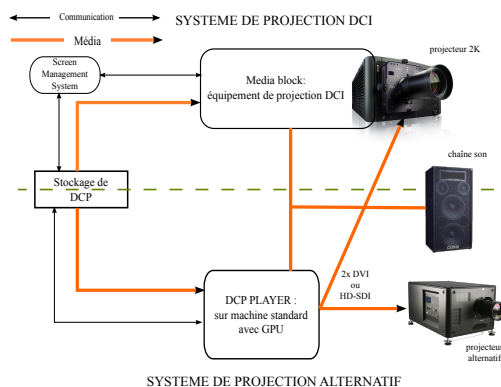 Communication
SYSTEME DE PROJECTION DCI
Média
projecteur 2K
Screen
Management
System
Media block:
équipement de projection DCI
chaîne son
Stockage de
DCP
2x DVI
ou
HD-SDI
DCP PLAYER :
sur machine standard
avec GPU
projecteur
alternatif
SYSTEME DE PROJECTION ALTERNATIF